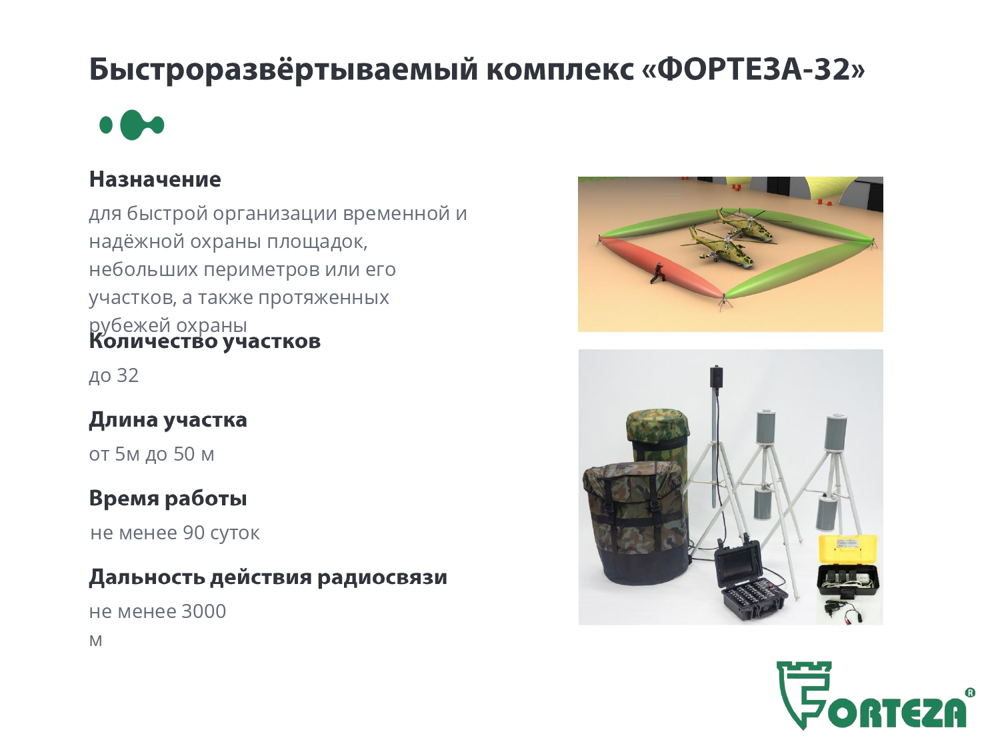 Быстроразвёртываемый комплекс «ФОРТЕЗА-32»
Назначение
для быстрой организации временной и
надёжной охраны площадок,
небольших периметров или его
участков, а также протяженных
рубежей охраны
Количество участков
до 32
Длина участка
от 5м до 50 м
Время работы
не менее 90 суток
Дальность действия радиосвязи
не менее 3000
м
FORTEZA®